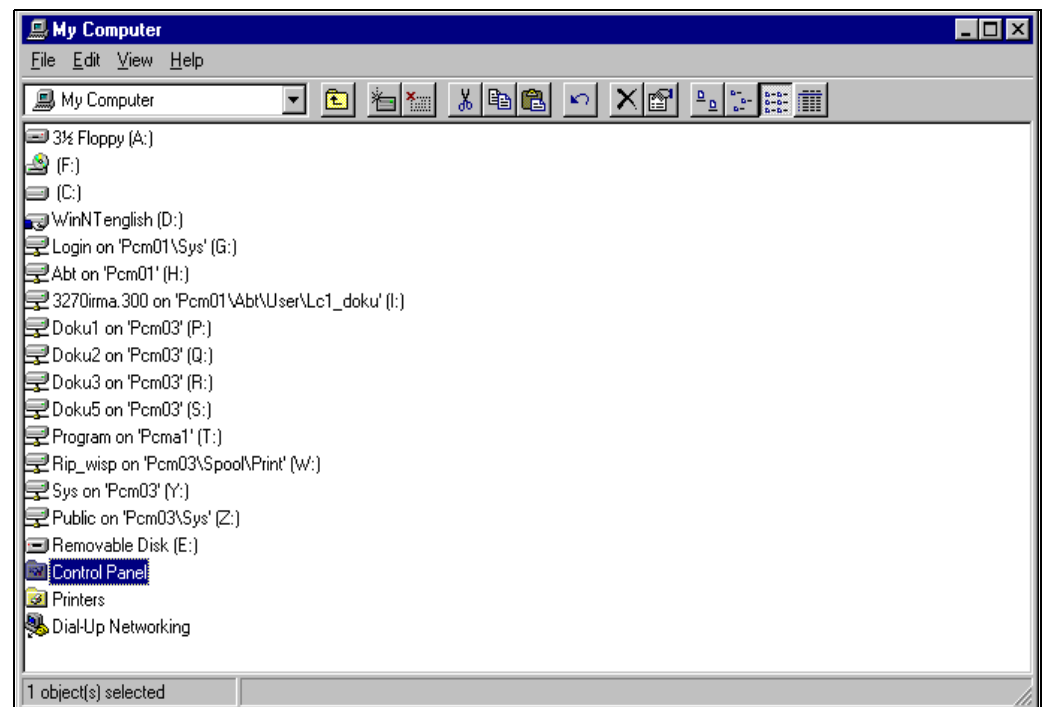 My Computer
File Edit View Help
My Computer
3½ Floppy (A:)
(F:)
(C:)
WinNTenglish (D:)
Login on 'Pcm01\Sys' (G:)
Abt on 'Pcm01' (H:)
3270irma.300 on 'Pcm01\Abt\User\Lc1_doku' (I:)
Doku1 on 'Pcm03' (P:)
Doku2 on 'Pcm03' (Q:)
Doku3 on 'Pcm03' (R:)
Doku5 on 'Pcm03' (S:)
Program on 'Pcma1' (T:)
Rip_wisp on 'Pcm03\Spool\Print' (W:)
Sys on 'Pcm03' (Y:)
Public on 'Pcm03\Sys' (Z:)
Removable Disk (E:)
Control Panel
Printers
Dial-Up Networking
1 object(s) selected